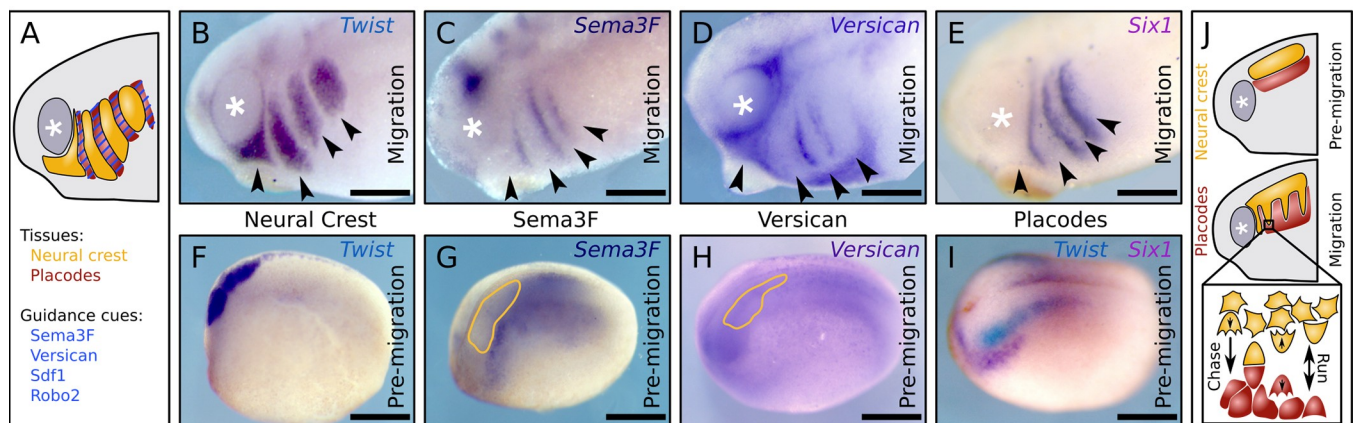 A
*
Tissues:
Neural crest
Placodes
Guidance cues:
Sema3F
Versican
Sdf1
Robo2
B
Twist
*
Migration
C
Sema3F
*
Migration
D
Versican
*
Migration
E
Six1
*
Migration
Neural Crest
Sema3F
Versican
Placodes
F
Twist
Pre-migration
G
Sema3F
Pre-migration
H
Versican
Pre-migration
I
Twist Six1
Pre-migration
J
Neural crest
*
Pre-migration
Placodes
*
Migration
Chase
Run